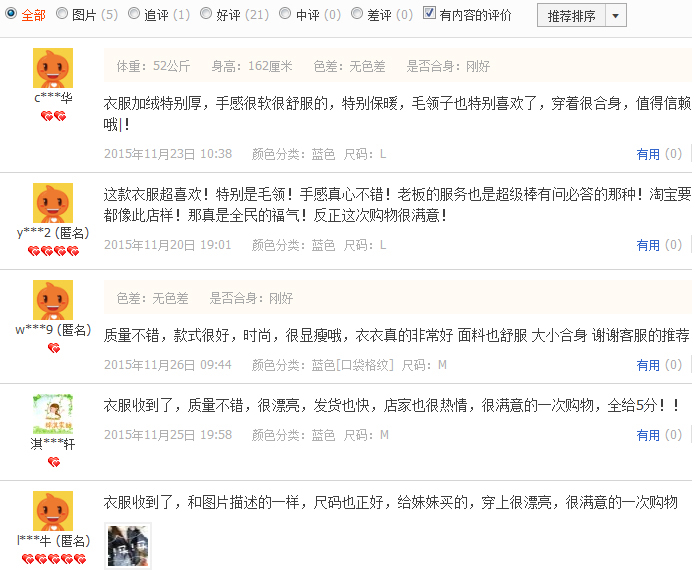 全部 图片 (5) 追评 (1) 好评 (21) 中评 (0) 差评 (0) 有内容的评价 推荐排序
体重：52公斤 身高：162厘米 色差：无色差 是否合身：刚好
衣服加绒特别厚，手感很软很舒服的，特别保暖，毛领子也特别喜欢了，穿着很合身，值得信赖
哦|！
c***华
2015年11月23日 10:38 颜色分类：蓝色 尺码：L 有用 (0)
这款衣服超喜欢！特别是毛领！手感真心不错！老板的服务也是超级棒有问必答的那种！淘宝要
都像此店样！那真是全民的福气！反正这次购物很满意！
y***2 (匿名)
2015年11月20日 19:01 颜色分类：蓝色 尺码：L 有用 (0)
色差：无色差 是否合身：刚好
w***9 (匿名)
质量不错，款式很好，时尚，很显瘦哦，衣衣真的非常好 面料也舒服 大小合身 谢谢客服的推荐
2015年11月26日 09:44 颜色分类：蓝色[口袋格纹] 尺码：M 有用 (0)
衣服收到了，质量不错，很漂亮，发货也快，店家也很热情，很满意的一次购物，全给5分！！
2015年11月25日 19:58 颜色分类：蓝色 尺码：M 有用 (0)
淇***轩
衣服收到了，和图片描述的一样，尺码也正好，给妹妹买的，穿上很漂亮，很满意的一次购物
l***牛 (匿名)